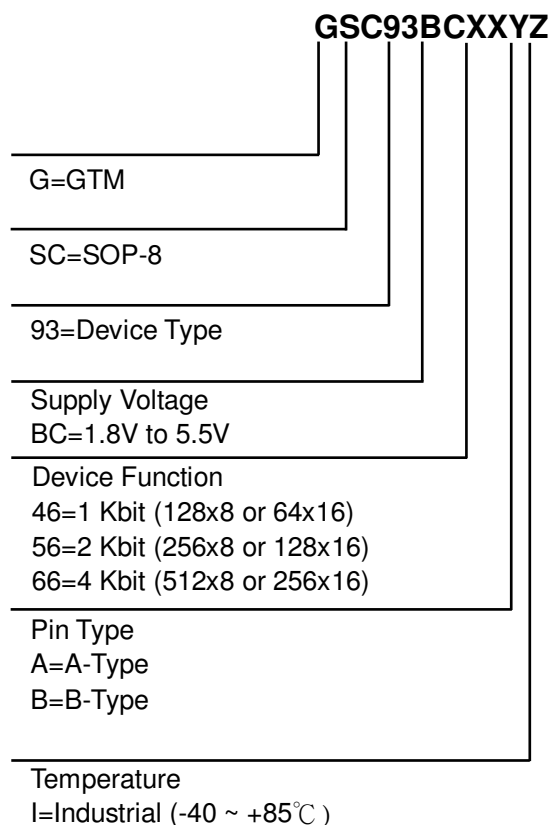 GSC93BCXXYZ
G=GTM
SC=SOP-8
93=Device Type
Supply Voltage
BC=1.8V to 5.5V
Device Function
46=1 Kbit (128x8 or 64x16)
56=2 Kbit (256x8 or 128x16)
66=4 Kbit (512x8 or 256x16)
Pin Type
A=A-Type
B=B-Type
Temperature
I=Industrial (-40 ~ +85℃ )